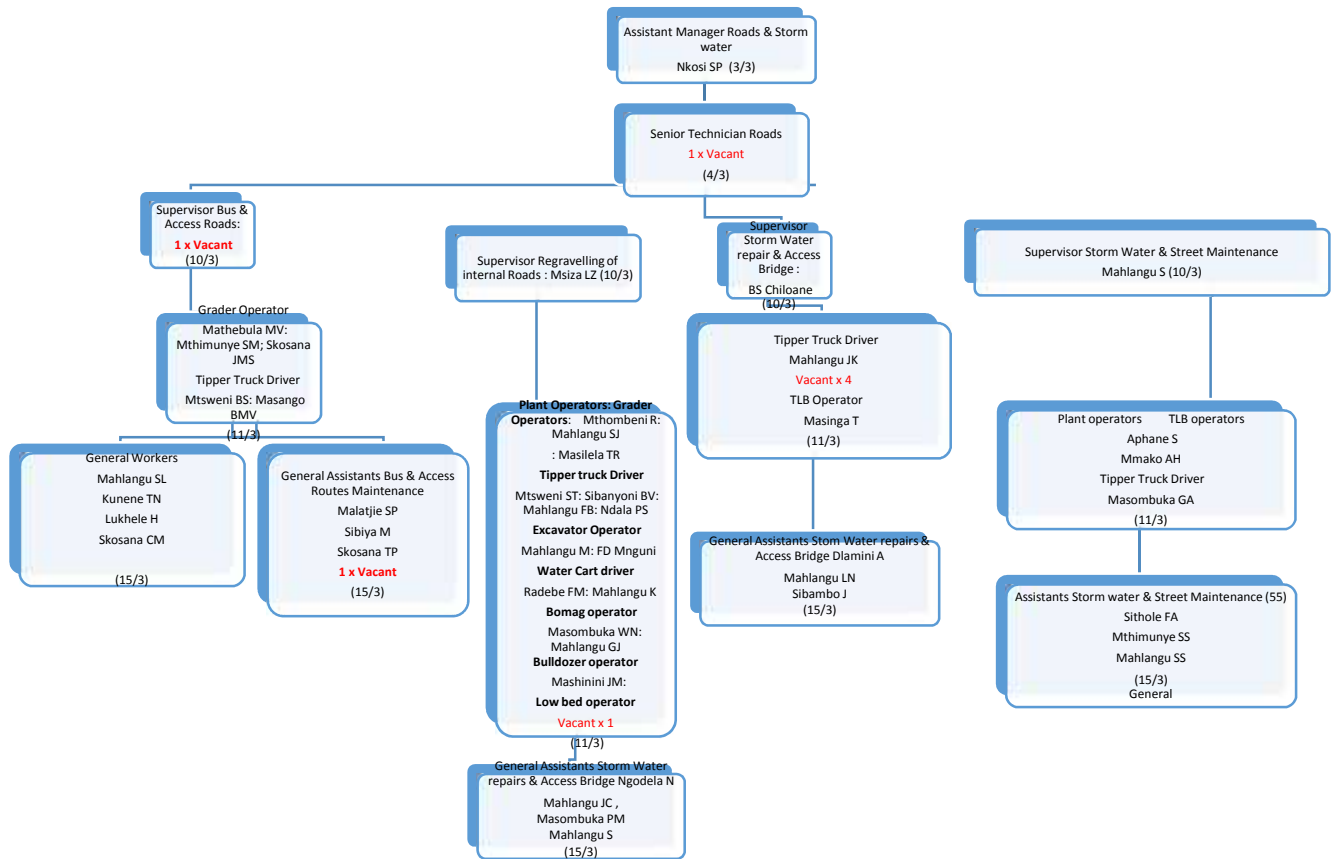 Assistant Manager Roads & Storm
water
Nkosi SP (3/3)
Senior Technician Roads
1 x Vacant
(4/3)
Supervisor Bus &
Access Roads:
1 x Vacant
(10/3)
Supervisor Regravelling of
internal Roads : Msiza LZ (10/3)
Supervisor
Storm Water
repair & Access
Bridge :
BS Chiloane
(10/3)
Supervisor Storm Water & Street Maintenance
Mahlangu S (10/3)
Grader Operator
Mathebula MV:
Mthimunye SM; Skosana
JMS
Tipper Truck Driver
Mtsweni BS: Masango
BMV
(11/3)
General Workers
Mahlangu SL
Kunene TN
Lukhele H
Skosana CM
(15/3)
General Assistants Bus & Access
Routes Maintenance
Malatjie SP
Sibiya M
Skosana TP
1 x Vacant
(15/3)
Plant Operators: Grader
Operators: Mthombeni R:
Mahlangu SJ
: Masilela TR
Tipper truck Driver
Mtsweni ST: Sibanyoni BV:
Mahlangu FB: Ndala PS
Excavator Operator
Mahlangu M: FD Mnguni
Water Cart driver
Radebe FM: Mahlangu K
Bomag operator
Masombuka WN:
Mahlangu GJ
Bulldozer operator
Mashinini JM:
Low bed operator
Vacant x 1
(11/3)
General Assistants Storm Water
repairs & Access Bridge Ngodela N
Mahlangu JC ,
Masombuka PM
Mahlangu S
(15/3)
Tipper Truck Driver
Mahlangu JK
Vacant x 4
TLB Operator
Masinga T
(11/3)
General Assistants Stom Water repairs &
Access Bridge Dlamini A
Mahlangu LN
Sibambo J
(15/3)
Plant operators TLB operators
Aphane S
Mmako AH
Tipper Truck Driver
Masombuka GA
(11/3)
Assistants Storm water & Street Maintenance (55)
Sithole FA
Mthimunye SS
Mahlangu SS
(15/3)
General